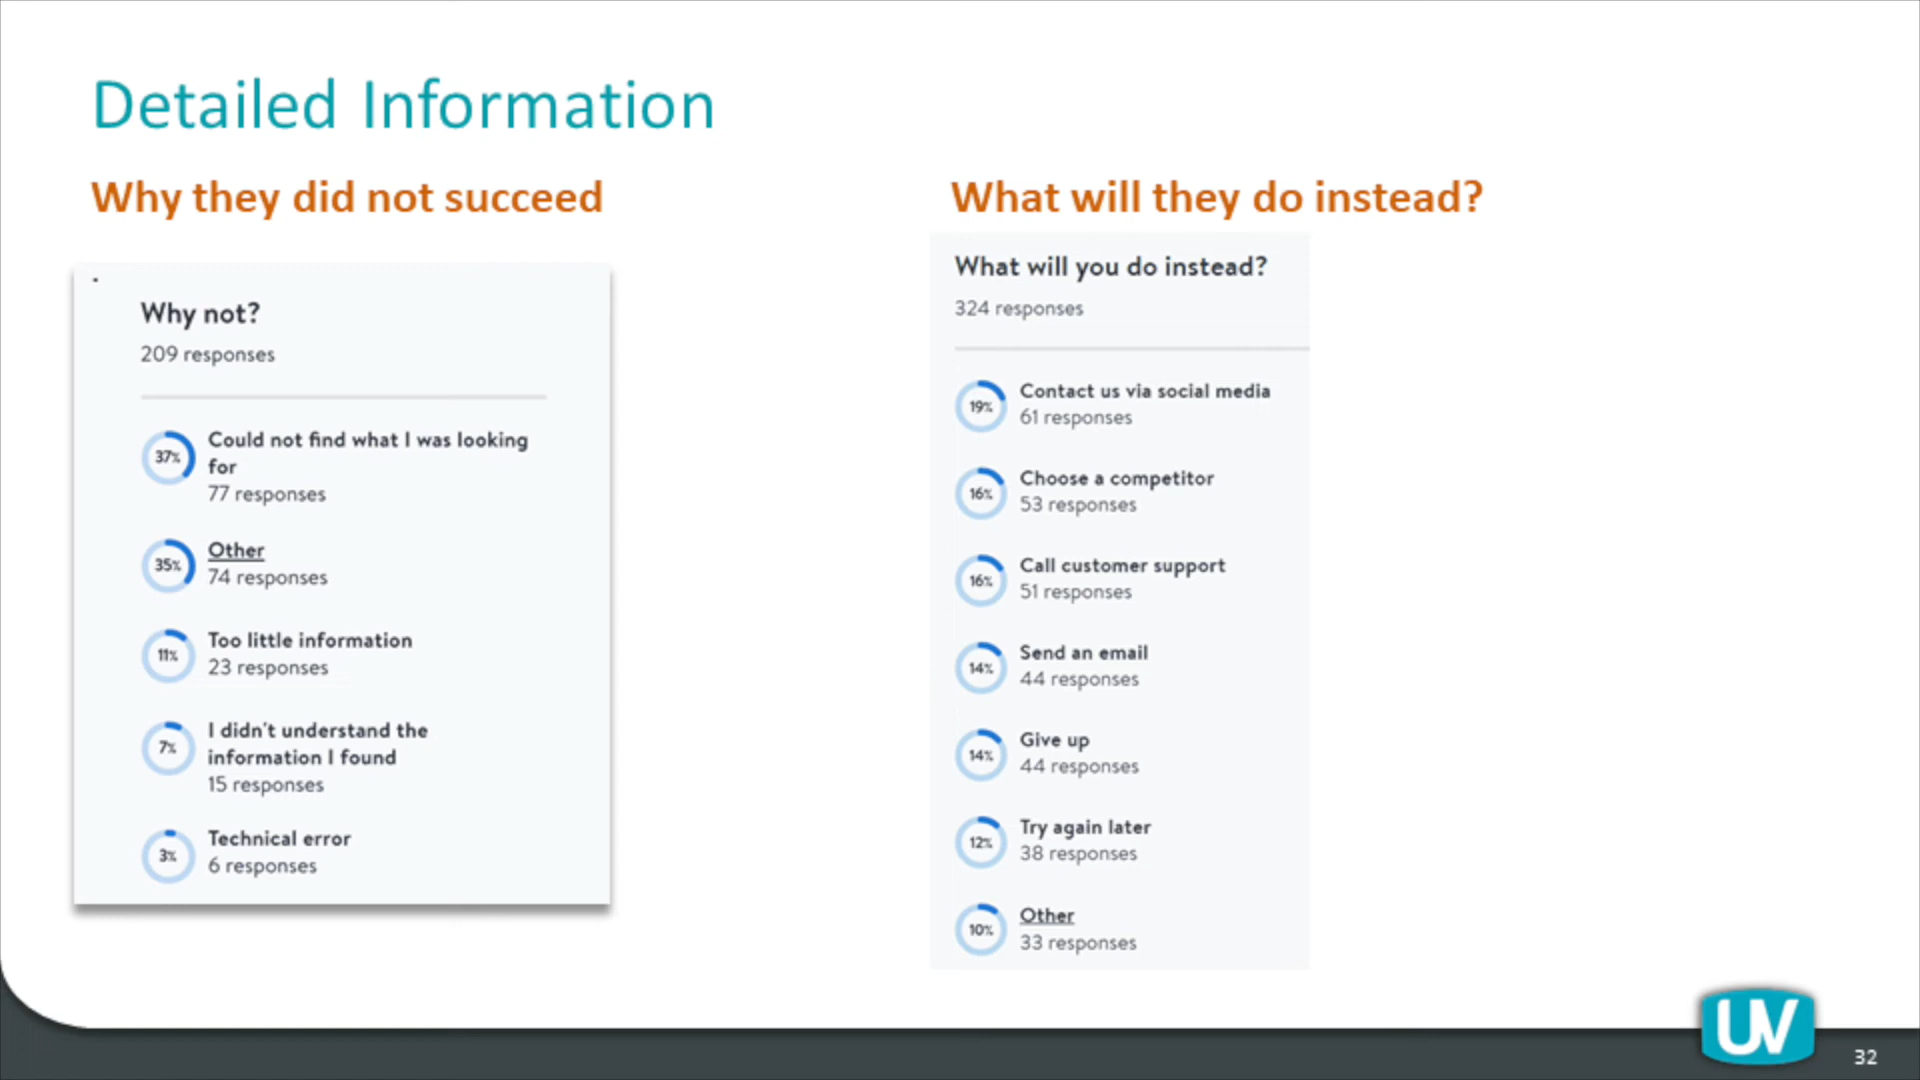 Detailed Information
Why they did not succeed
Why not?
209 responses
37%
Could not find what I was looking
for
77 responses
35%
Other
74 responses
11%
Too little information
23 responses
7%
I didn't understand the
information I found
15 responses
3%
Technical error
6 responses
What will they do instead?
What will you do instead?
324 responses
19%
Contact us via social media
61 responses
16%
Choose a competitor
53 responses
16%
Call customer support
51 responses
14%
Send an email
44 responses
14%
Give up
44 responses
12%
Try again later
38 responses
10%
Other
33 responses
UV
32